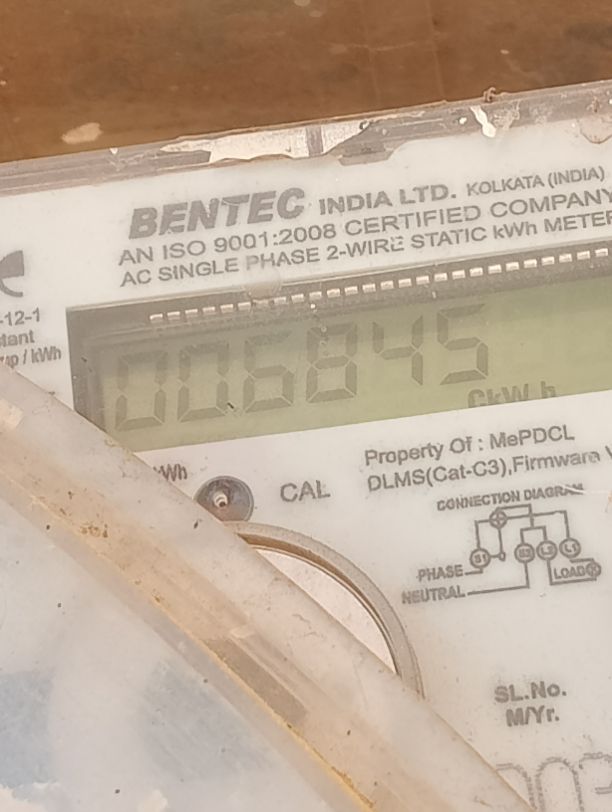 BENTEC INDIA LTD. KOLKATA (INDIA)
AN ISO 9001:2008 CERTIFIED COMPANY
AC SINGLE PHASE 2-WIRE STATIC kWh METER
-12-1
/ kWh
006845
CkW h
Wh
CAL
Property Of : MePDCL
DLMS(Cat-C3),Firmware V
CONNECTION DIAGRAM
S1 S2 L2 L1
PHASE
LOAD
NEUTRAL
SL.No.
M/Yr.